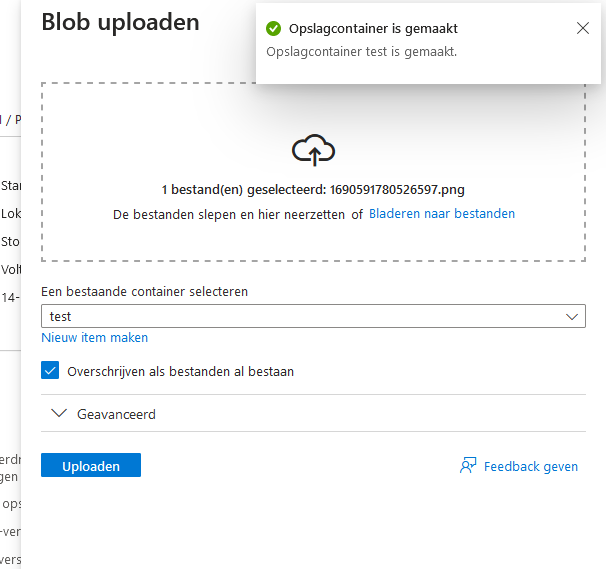 Blob uploaden
Opslagcontainer is gemaakt
Opslagcontainer test is gemaakt.
1 bestand(en) geselecteerd: 1690591780526597.png
De bestanden slepen en hier neerzetten of Bladeren naar bestanden
Een bestaande container selecteren
test
Nieuw item maken
Overschrijven als bestanden al bestaan
Geavanceerd
Uploaden
Feedback geven
/ P
Star
Lok
Sto
Volt
14-
erdr
gen
ops
-ver
vers